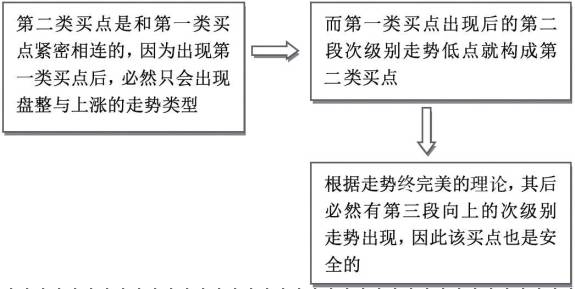 第二类买点是和第一类买
点紧密相连的，因为出现第
一类买点后，必然只会出现
盘整与上涨的走势类型
而第一类买点出现后的第二
段次级别走势低点就构成第
二类买点
根据走势终完美的理论，其后
必然有第三段向上的次级别
走势出现，因此该买点也是安
全的